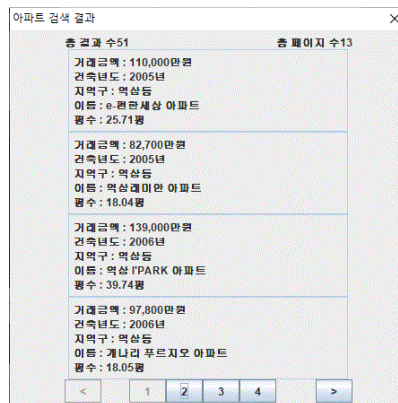 아파트 검색 결과
총 결과 수51 총 페이지 수13
거래금액 : 110,000만원
건축년도 : 2005년
지역구 : 역삼동
이름 : e-편한세상 아파트
평수 : 25.71평
거래금액 : 82,700만원
건축년도 : 2005년
지역구 : 역삼동
이름 : 역삼래미안 아파트
평수 : 18.04평
거래금액 : 139,000만원
건축년도 : 2006년
지역구 : 역삼동
이름 : 역삼 I'PARK 아파트
평수 : 39.74평
거래금액 : 97,800만원
건축년도 : 2006년
지역구 : 역삼동
이름 : 개나리 푸르지오 아파트
평수 : 18.05평
< 1 2 3 4 >